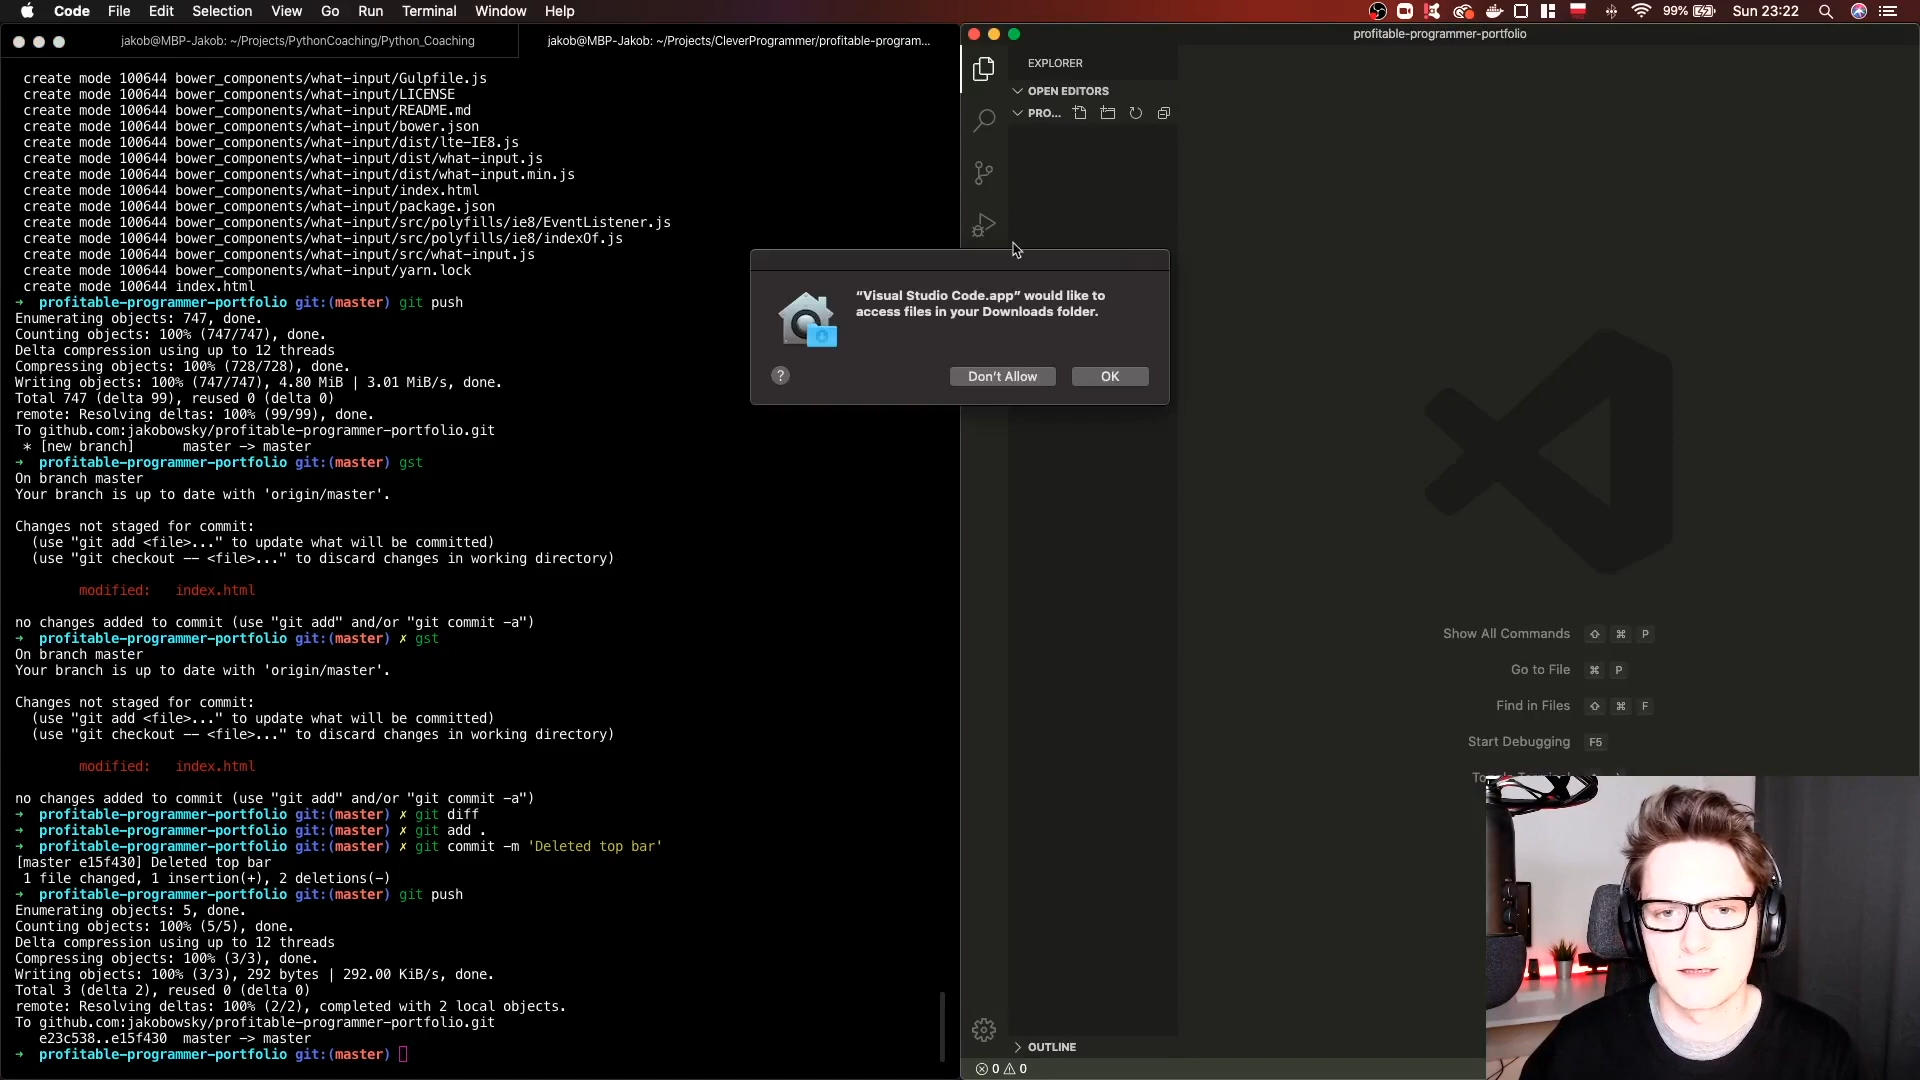 Code File Edit Selection View Go Run Terminal Window Help
99% Sun 23:22
jakob@MBP-Jakob: ~/Projects/PythonCoaching/Python_Coaching
jakob@MBP-Jakob: ~/Projects/CleverProgrammer/profitable-program...
create mode 100644 bower_components/what-input/Gulpfile.js
create mode 100644 bower_components/what-input/LICENSE
create mode 100644 bower_components/what-input/README.md
create mode 100644 bower_components/what-input/bower.json
create mode 100644 bower_components/what-input/dist/lte-IE8.js
create mode 100644 bower_components/what-input/dist/what-input.js
create mode 100644 bower_components/what-input/dist/what-input.min.js
create mode 100644 bower_components/what-input/index.html
create mode 100644 bower_components/what-input/package.json
create mode 100644 bower_components/what-input/src/polyfills/ie8/EventListener.js
create mode 100644 bower_components/what-input/src/polyfills/ie8/indexOf.js
create mode 100644 bower_components/what-input/src/what-input.js
create mode 100644 bower_components/what-input/yarn.lock
create mode 100644 index.html
→ profitable-programmer-portfolio git:(master) git push
Enumerating objects: 747, done.
Counting objects: 100% (747/747), done.
Delta compression using up to 12 threads
Compressing objects: 100% (728/728), done.
Writing objects: 100% (747/747), 4.80 MiB | 3.01 MiB/s, done.
Total 747 (delta 99), reused 0 (delta 0)
remote: Resolving deltas: 100% (99/99), done.
To github.com:jakobowsky/profitable-programmer-portfolio.git
* [new branch] master -> master
→ profitable-programmer-portfolio git:(master) gst
On branch master
Your branch is up to date with 'origin/master'.
Changes not staged for commit:
(use "git add <file>..." to update what will be committed)
(use "git checkout -- <file>..." to discard changes in working directory)
modified: index.html
no changes added to commit (use "git add" and/or "git commit -a")
→ profitable-programmer-portfolio git:(master) ✗ gst
On branch master
Your branch is up to date with 'origin/master'.
Changes not staged for commit:
(use "git add <file>..." to update what will be committed)
(use "git checkout -- <file>..." to discard changes in working directory)
modified: index.html
no changes added to commit (use "git add" and/or "git commit -a")
→ profitable-programmer-portfolio git:(master) ✗ git diff
→ profitable-programmer-portfolio git:(master) ✗ git add .
→ profitable-programmer-portfolio git:(master) ✗ git commit -m 'Deleted top bar'
[master e15f430] Deleted top bar
1 file changed, 1 insertion(+), 2 deletions(-)
→ profitable-programmer-portfolio git:(master) git push
Enumerating objects: 5, done.
Counting objects: 100% (5/5), done.
Delta compression using up to 12 threads
Compressing objects: 100% (3/3), done.
Writing objects: 100% (3/3), 292 bytes | 292.00 KiB/s, done.
Total 3 (delta 2), reused 0 (delta 0)
remote: Resolving deltas: 100% (2/2), completed with 2 local objects.
To github.com:jakobowsky/profitable-programmer-portfolio.git
e23c538..e15f430 master -> master
→ profitable-programmer-portfolio git:(master)
profitable-programmer-portfolio
EXPLORER
OPEN EDITORS
PRO...
“Visual Studio Code.app” would like to
access files in your Downloads folder.
?
Don’t Allow
OK
Show All Commands ⇧ ⌘ P
Go to File ⌘ P
Find in Files ⇧ ⌘ F
Start Debugging F5
OUTLINE
0 0